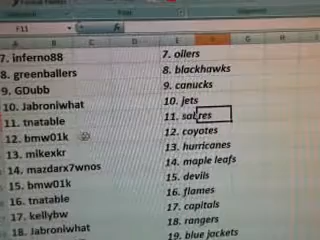 F11
fx
A B C D E F G
7. inferno88 7. oilers
8. greenballers 8. blackhawks
9, GDubb 9. canucks
10. Jabroniwhat 10. jets
11. tnatable 11. sabres
12. bmw01k 12. coyotes
13. mikexkr 13. hurricanes
14. mazdarx7wnos 14. maple leafs
15. bmw01k 15. devils
16. tnatable 16. flames
17. kellybw 17. capitals
18. Jabroniwhat 18. rangers
19. blue jackets